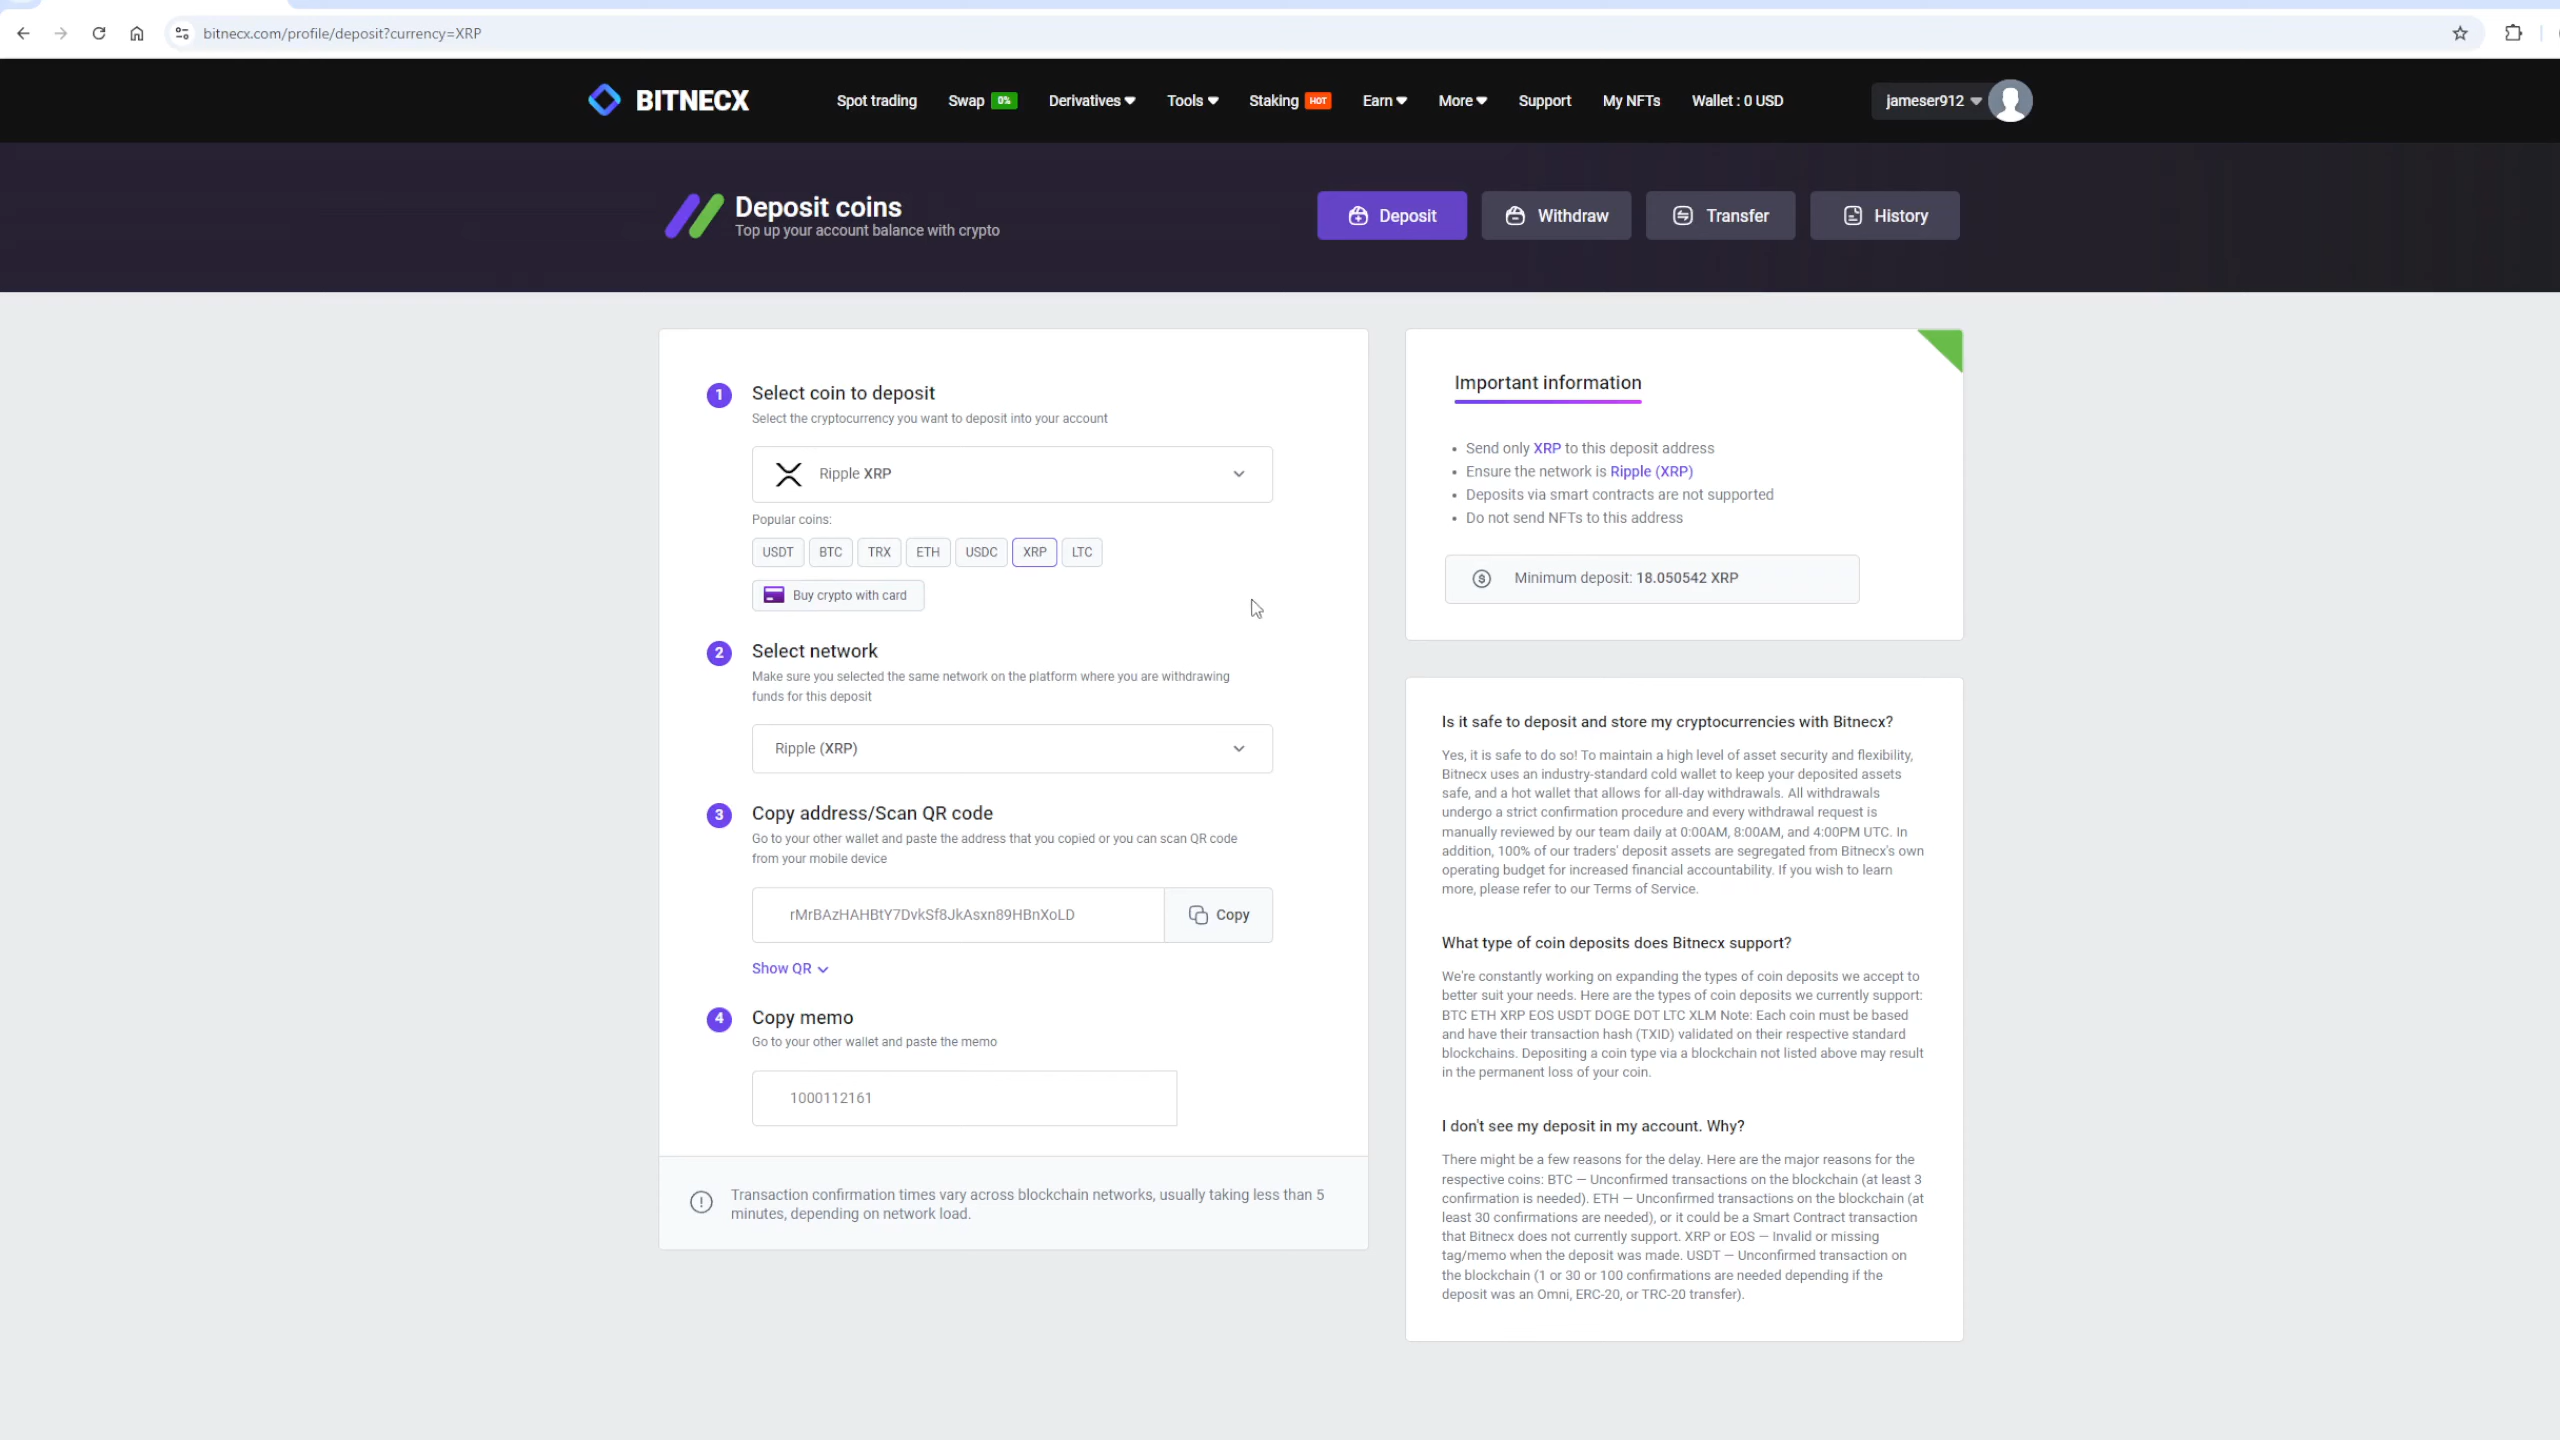 bitnecx.com/profile/deposit?currency=XRP
BITNECX
Spot trading
Swap 0%
Derivatives
Tools
Staking HOT
Earn
More
Support
My NFTs
Wallet : 0 USD
jameser912
Deposit coins
Top up your account balance with crypto
Deposit
Withdraw
Transfer
History
1
Select coin to deposit
Select the cryptocurrency you want to deposit into your account
Ripple XRP
Popular coins:
USDT BTC TRX ETH USDC XRP LTC
Buy crypto with card
2
Select network
Make sure you selected the same network on the platform where you are withdrawing
funds for this deposit
Ripple (XRP)
3
Copy address/Scan QR code
Go to your other wallet and paste the address that you copied or you can scan QR code
from your mobile device
rMrBAzHAHBtY7DvkSf8JkAsxn89HBnXoLD
Copy
Show QR
4
Copy memo
Go to your other wallet and paste the memo
1000112161
Transaction confirmation times vary across blockchain networks, usually taking less than 5
minutes, depending on network load.
Important information
• Send only XRP to this deposit address
• Ensure the network is Ripple (XRP)
• Deposits via smart contracts are not supported
• Do not send NFTs to this address
Minimum deposit: 18.050542 XRP
Is it safe to deposit and store my cryptocurrencies with Bitnecx?
Yes, it is safe to do so! To maintain a high level of asset security and flexibility,
Bitnecx uses an industry-standard cold wallet to keep your deposited assets
safe, and a hot wallet that allows for all-day withdrawals. All withdrawals
undergo a strict confirmation procedure and every withdrawal request is
manually reviewed by our team daily at 0:00AM, 8:00AM, and 4:00PM UTC. In
addition, 100% of our traders' deposit assets are segregated from Bitnecx's own
operating budget for increased financial accountability. If you wish to learn
more, please refer to our Terms of Service.
What type of coin deposits does Bitnecx support?
We're constantly working on expanding the types of coin deposits we accept to
better suit your needs. Here are the types of coin deposits we currently support:
BTC ETH XRP EOS USDT DOGE DOT LTC XLM Note: Each coin must be based
and have their transaction hash (TXID) validated on their respective standard
blockchains. Depositing a coin type via a blockchain not listed above may result
in the permanent loss of your coin.
I don't see my deposit in my account. Why?
There might be a few reasons for the delay. Here are the major reasons for the
respective coins: BTC — Unconfirmed transactions on the blockchain (at least 3
confirmation is needed). ETH — Unconfirmed transactions on the blockchain (at
least 30 confirmations are needed), or it could be a Smart Contract transaction
that Bitnecx does not currently support. XRP or EOS — Invalid or missing
tag/memo when the deposit was made. USDT — Unconfirmed transaction on
the blockchain (1 or 30 or 100 confirmations are needed depending if the
deposit was an Omni, ERC-20, or TRC-20 transfer).